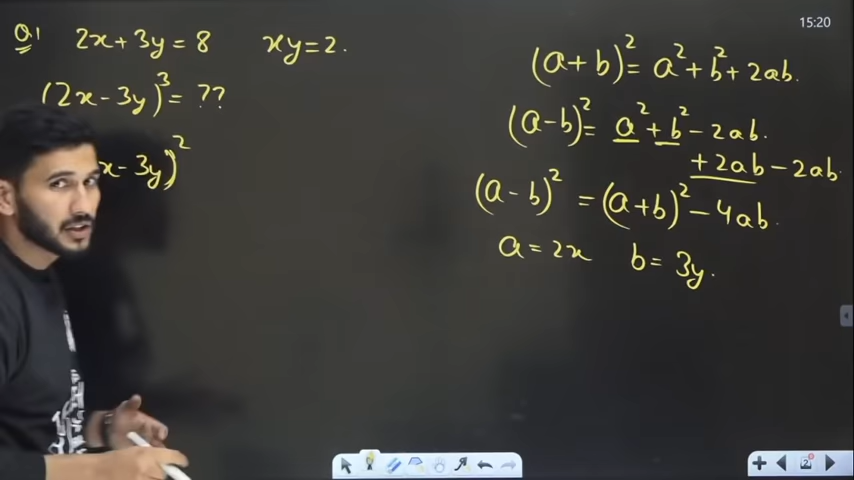 15:20
Q1 2x+3y=8 xy=2.
(2x-3y)³= ??
x-3y)²
(a+b)²= a²+b²+2ab.
(a-b)²= a²+b²-2ab.
+2ab-2ab.
(a-b)² =(a+b)²-4ab.
a=2x b=3y.
2